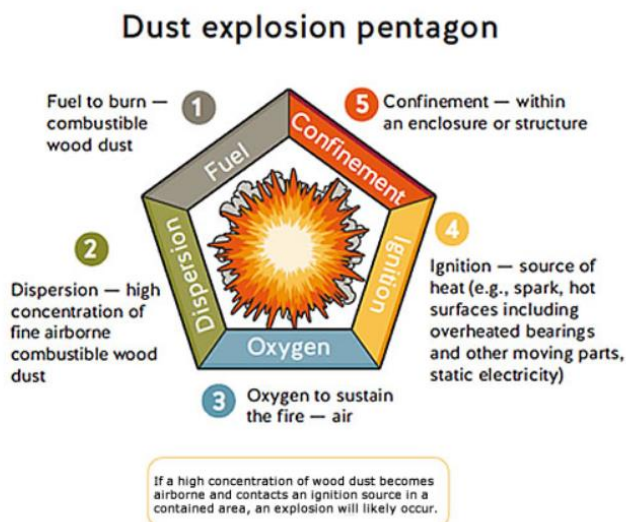 Dust explosion pentagon
1
Fuel to burn —
combustible
wood dust
5
Confinement — within
an enclosure or structure
Fuel
Confinement
Dispersion
Ignition
Oxygen
2
Dispersion — high
concentration of
fine airborne
combustible wood
dust
4
Ignition — source of
heat (e.g., spark, hot
surfaces including
overheated bearings
and other moving parts,
static electricity)
3
Oxygen to sustain
the fire — air
If a high concentration of wood dust becomes
airborne and contacts an ignition source in a
contained area, an explosion will likely occur.